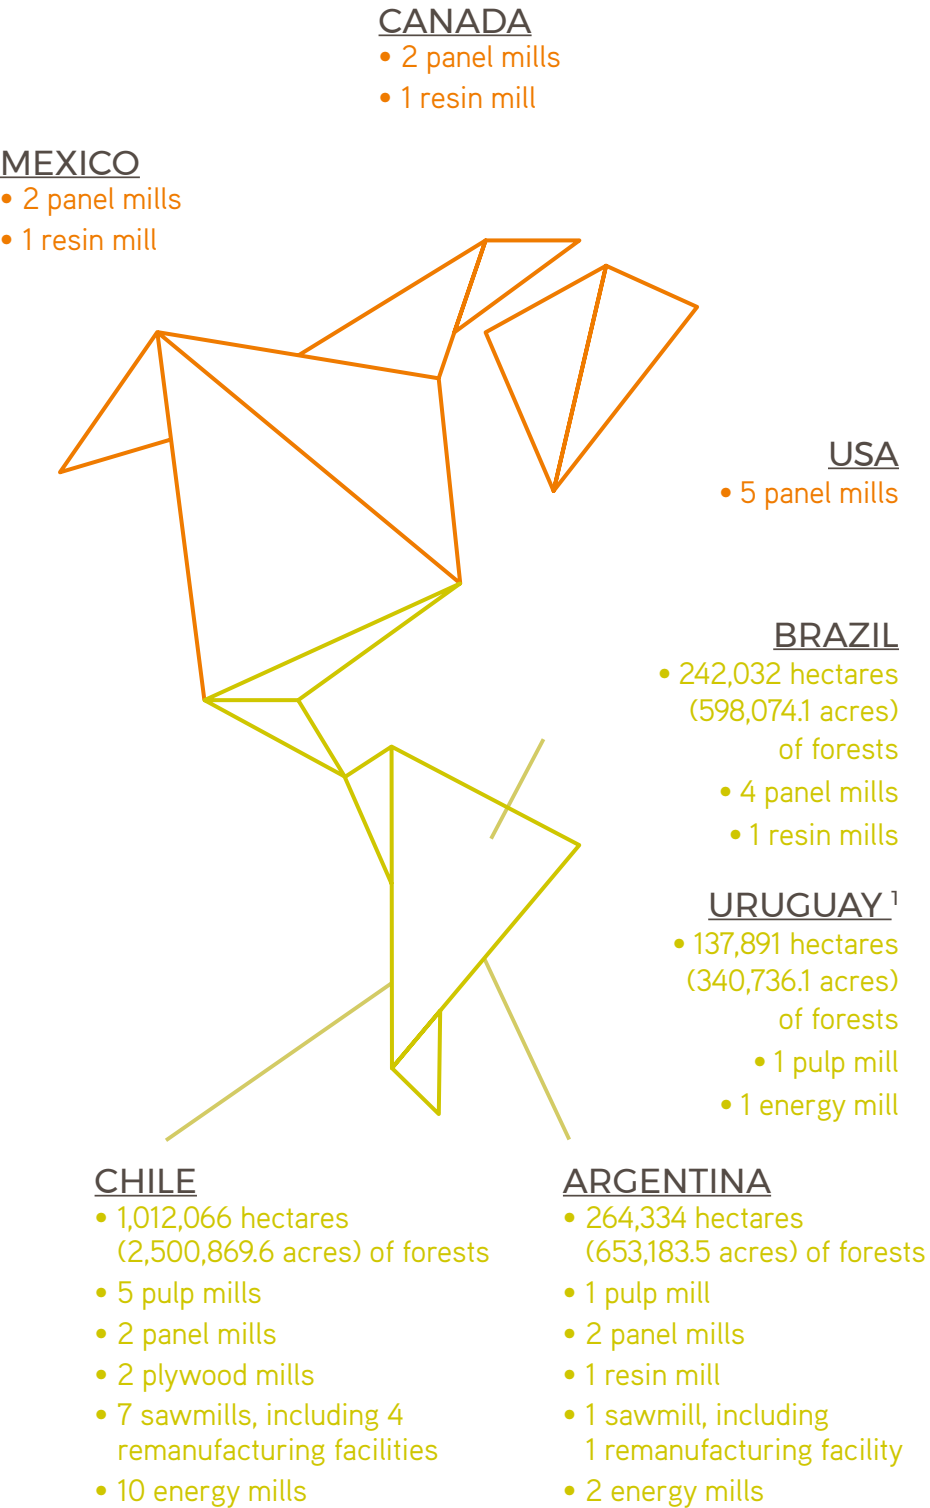 CANADA
• 2 panel mills
• 1 resin mill
MEXICO
• 2 panel mills
• 1 resin mill
USA
• 5 panel mills
BRAZIL
• 242,032 hectares
(598,074.1 acres)
of forests
• 4 panel mills
• 1 resin mills
URUGUAY 1
• 137,891 hectares
(340,736.1 acres)
of forests
• 1 pulp mill
• 1 energy mill
CHILE
• 1,012,066 hectares
(2,500,869.6 acres) of forests
• 5 pulp mills
• 2 panel mills
• 2 plywood mills
• 7 sawmills, including 4
remanufacturing facilities
• 10 energy mills
ARGENTINA
• 264,334 hectares
(653,183.5 acres) of forests
• 1 pulp mill
• 2 panel mills
• 1 resin mill
• 1 sawmill, including
1 remanufacturing facility
• 2 energy mills